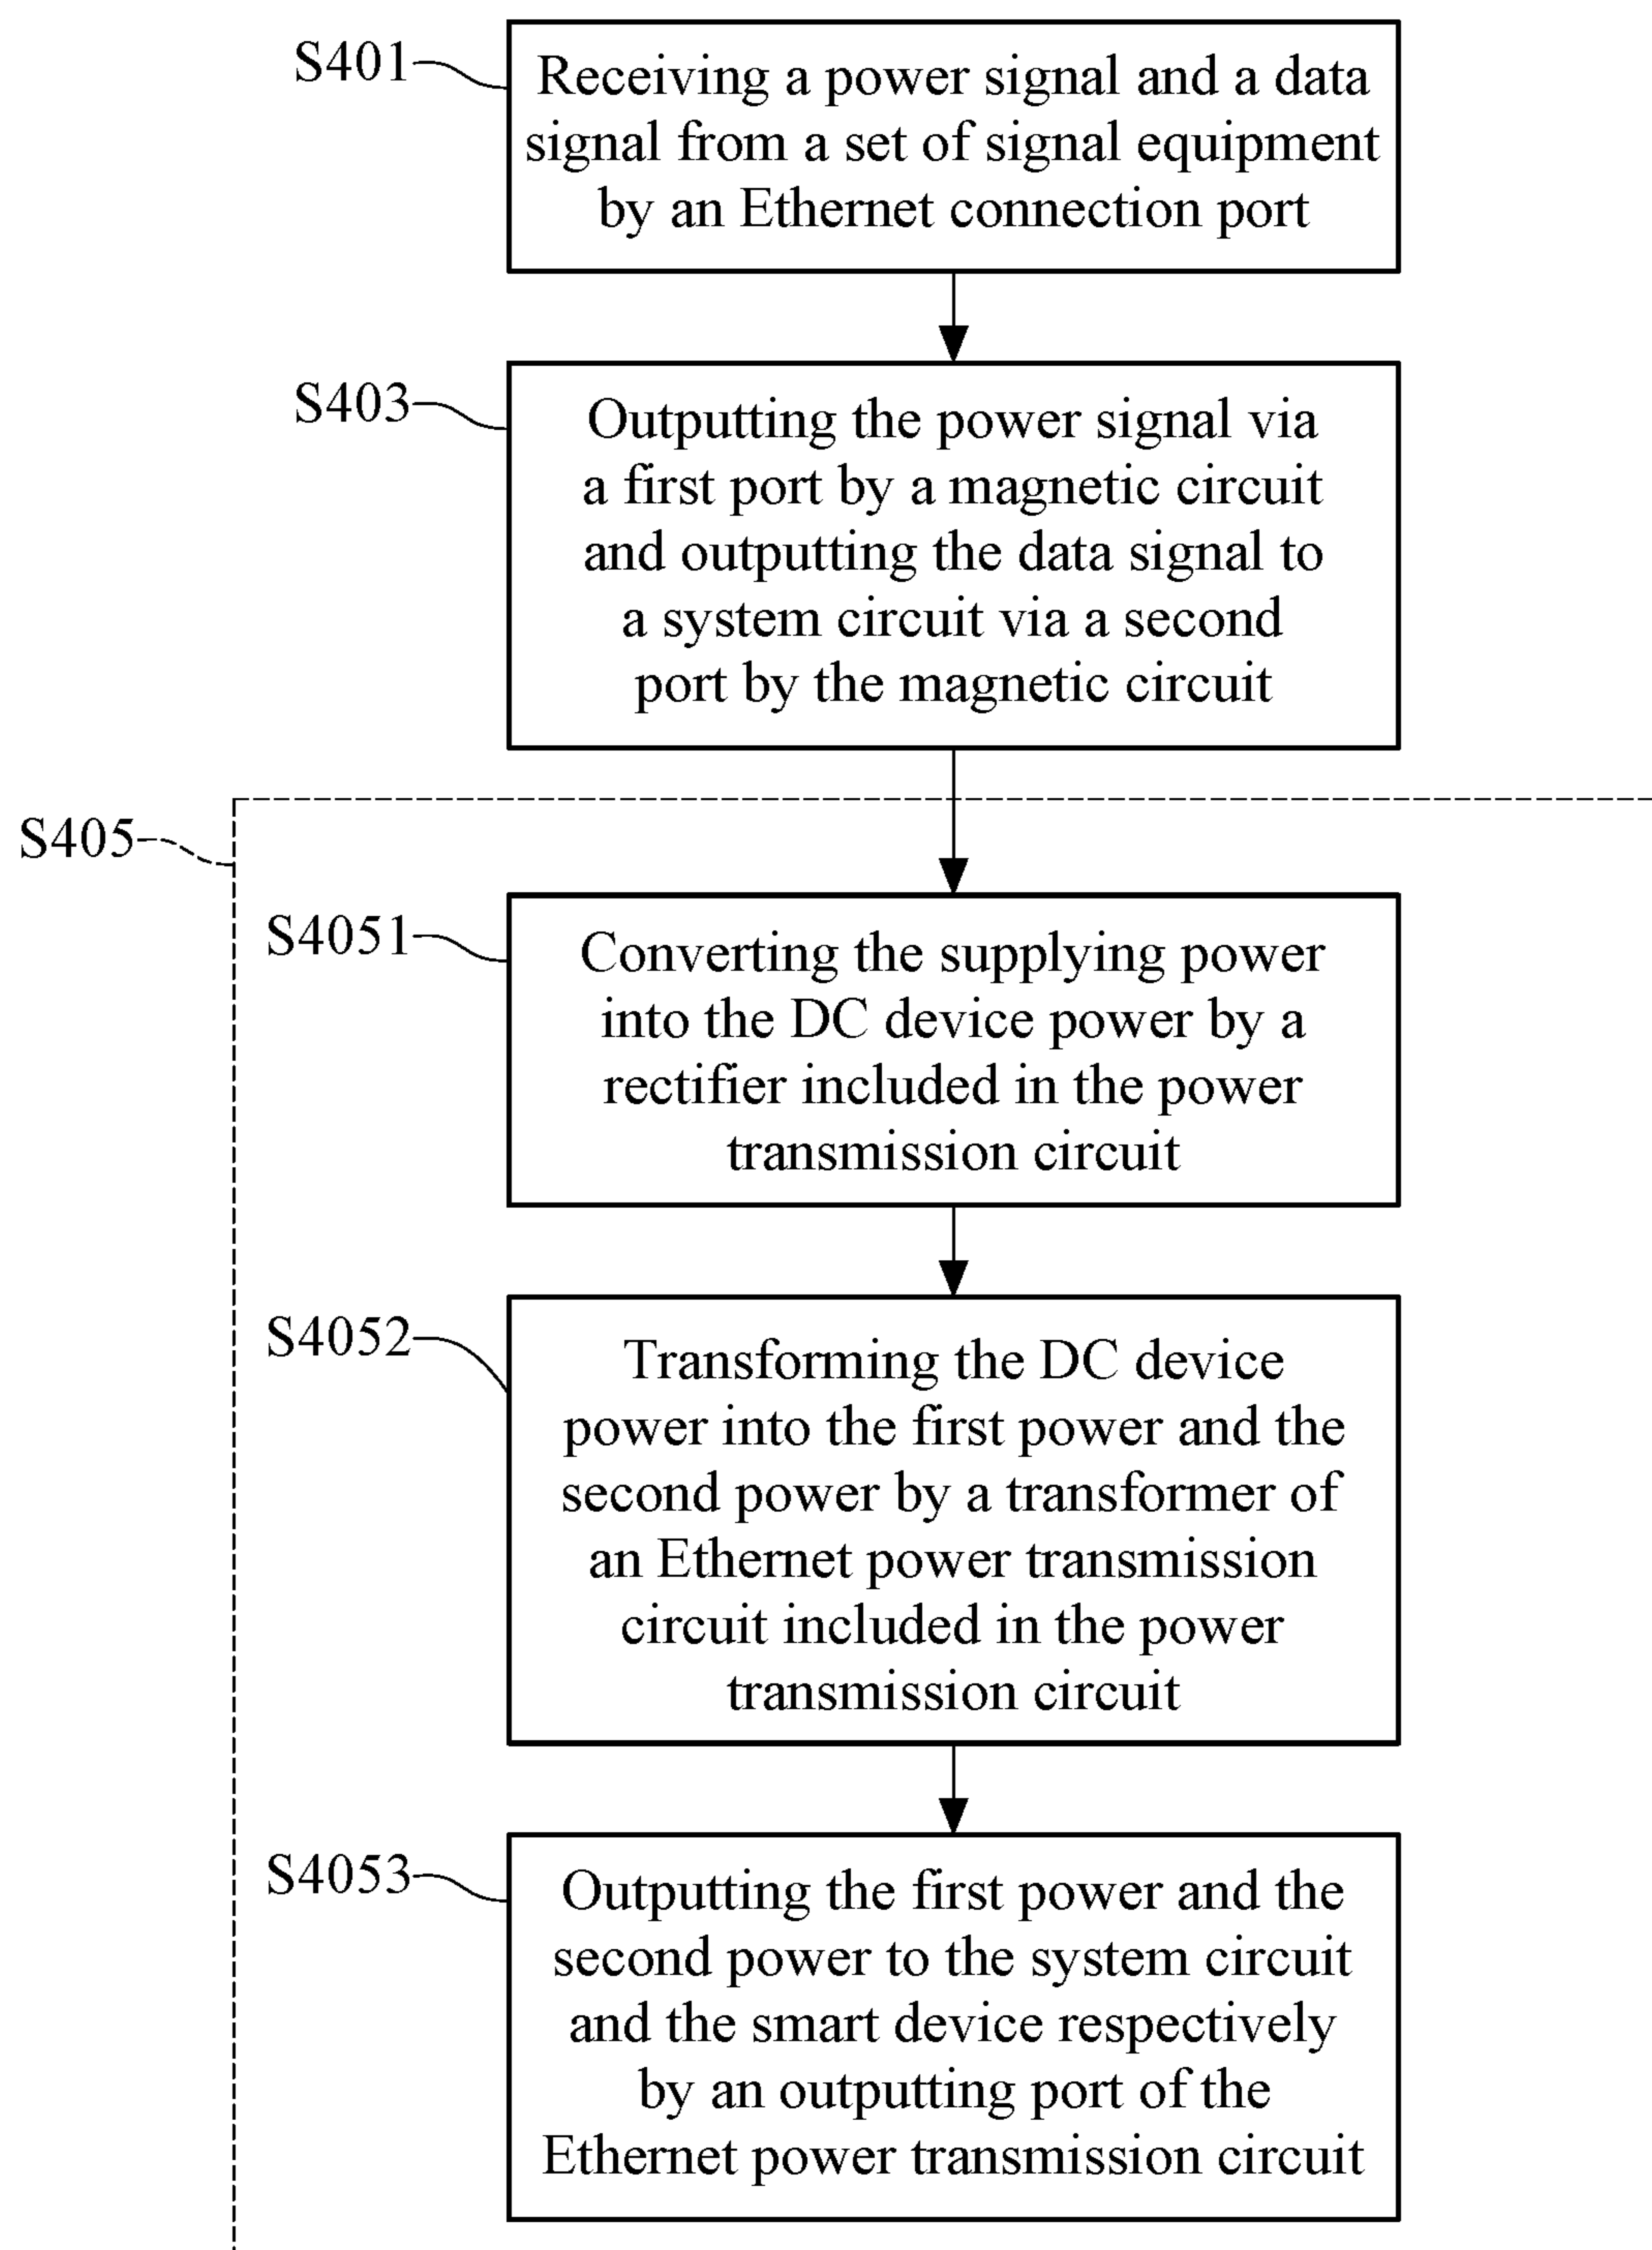 S401
Receiving a power signal and a data
signal from a set of signal equipment
by an Ethernet connection port
S403
Outputting the power signal via
a first port by a magnetic circuit
and outputting the data signal to
a system circuit via a second
port by the magnetic circuit
S405
S4051
Converting the supplying power
into the DC device power by a
rectifier included in the power
transmission circuit
S4052
Transforming the DC device
power into the first power and the
second power by a transformer of
an Ethernet power transmission
circuit included in the power
transmission circuit
S4053
Outputting the first power and the
second power to the system circuit
and the smart device respectively
by an outputting port of the
Ethernet power transmission circuit